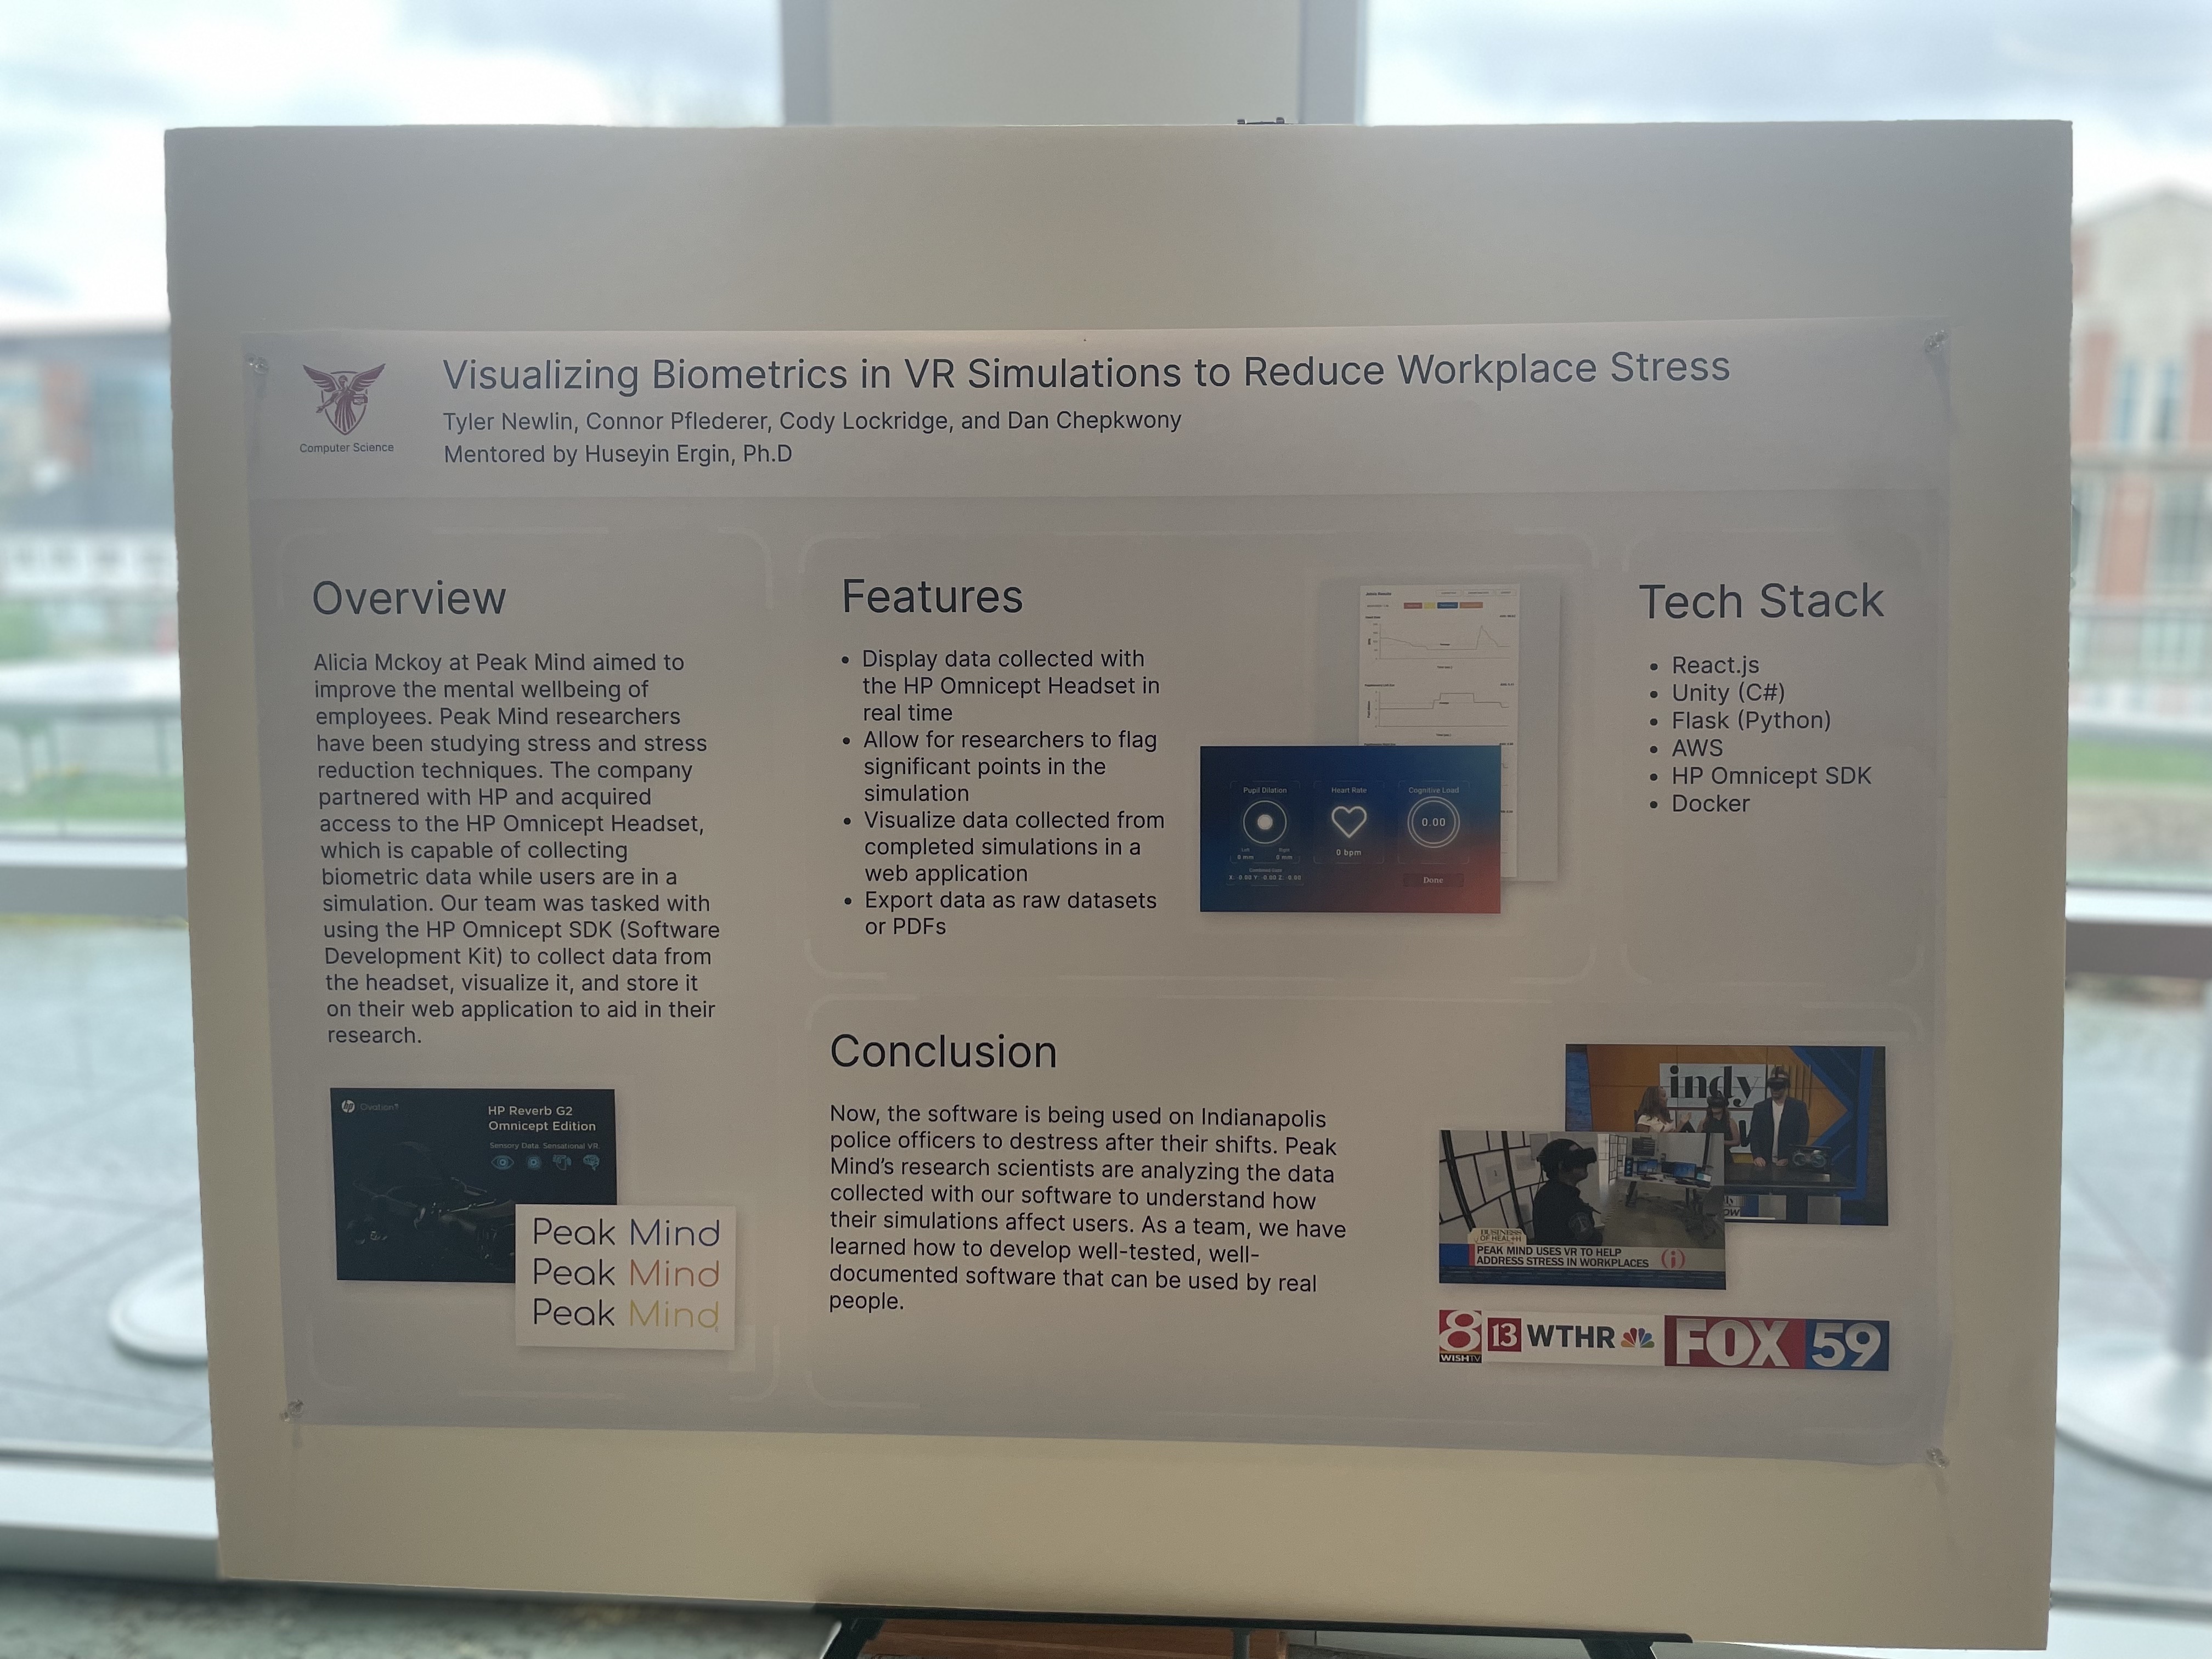 Visualizing Biometrics in VR Simulations to Reduce Workplace Stress
Tyler Newlin, Connor Pflederer, Cody Lockridge, and Dan Chepkwony
Mentored by Huseyin Ergin, Ph.D
Computer Science
Overview
Alicia Mckoy at Peak Mind aimed to
improve the mental wellbeing of
employees. Peak Mind researchers
have been studying stress and stress
reduction techniques. The company
partnered with HP and acquired
access to the HP Omnicept Headset,
which is capable of collecting
biometric data while users are in a
simulation. Our team was tasked with
using the HP Omnicept SDK (Software
Development Kit) to collect data from
the headset, visualize it, and store it
on their web application to aid in their
research.
hp
HP Reverb G2
Omnicept Edition
Sensory Data. Sensational VR.
Peak Mind
Peak Mind
Peak Mind
Features
• Display data collected with
the HP Omnicept Headset in
real time
• Allow for researchers to flag
significant points in the
simulation
• Visualize data collected from
completed simulations in a
web application
• Export data as raw datasets
or PDFs
Pupil Dilation
Left Right
0 mm 0 mm
X: 0.00 Y: 0.00 Z: 0.00
Heart Rate
0 bpm
Cognitive Load
0.00
Done
Tech Stack
• React.js
• Unity (C#)
• Flask (Python)
• AWS
• HP Omnicept SDK
• Docker
Conclusion
Now, the software is being used on Indianapolis
police officers to destress after their shifts. Peak
Mind's research scientists are analyzing the data
collected with our software to understand how
their simulations affect users. As a team, we have
learned how to develop well-tested, well-
documented software that can be used by real
people.
indy
BUSINESS
OF HEALTH
PEAK MIND USES VR TO HELP
ADDRESS STRESS IN WORKPLACES
8
WISHTV
13 WTHR
FOX 59